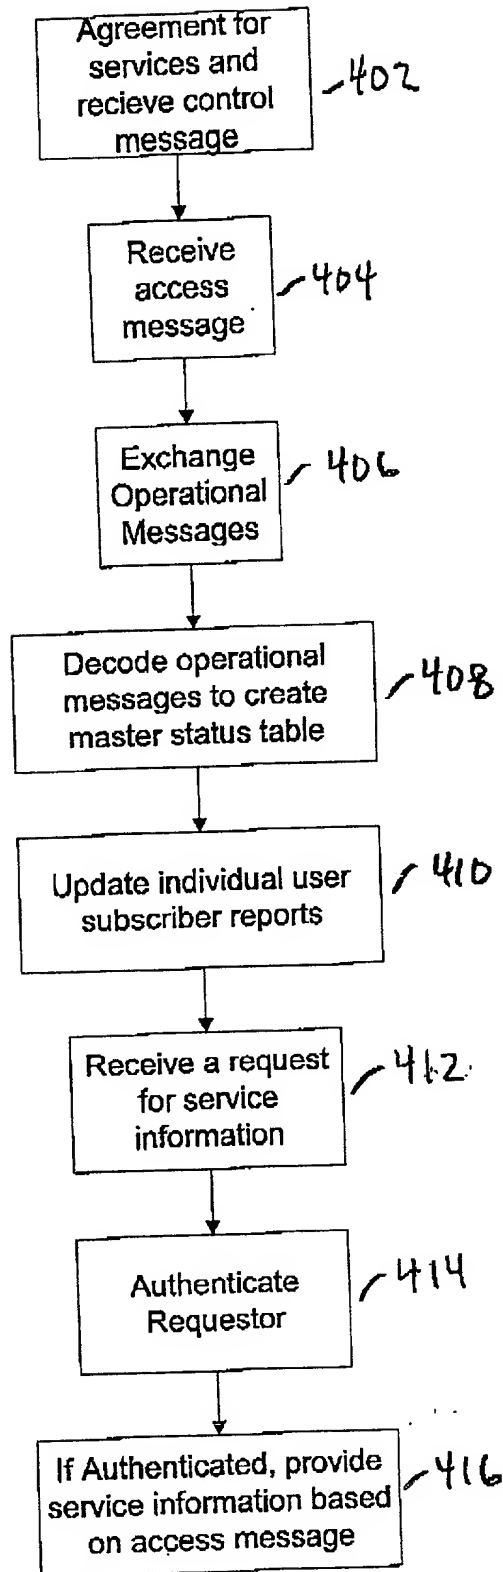 Agreement for
services and
recieve control
message
402
Receive
access
message
404
Exchange
Operational
Messages
406
Decode operational
messages to create
master status table
408
Update individual user
subscriber reports
410
Receive a request
for service
information
412
Authenticate
Requestor
414
If Authenticated, provide
service information based
on access message
416